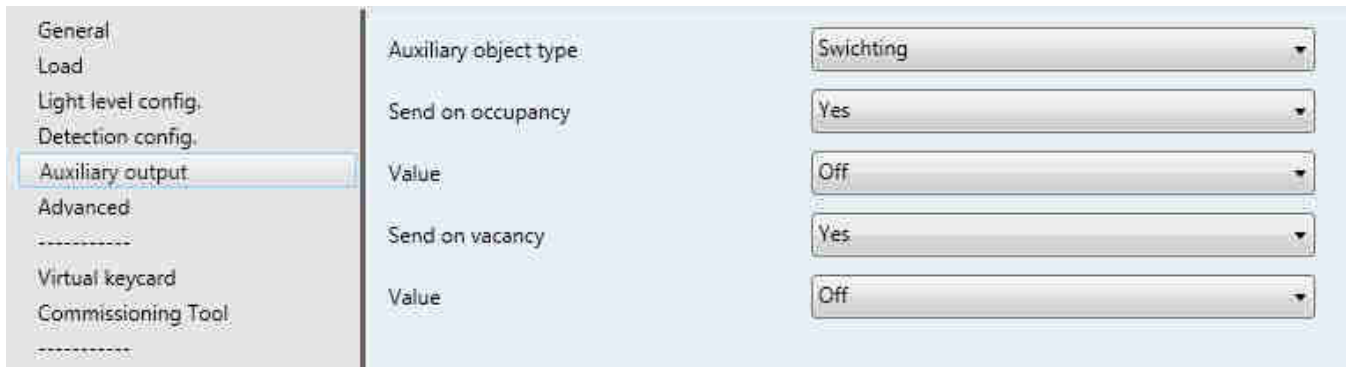 General
Load
Light level config.
Detection config.
Auxiliary output
Advanced
-----------
Virtual keycard
Commissioning Tool
-----------
Auxiliary object type
Swichting
Send on occupancy
Yes
Value
Off
Send on vacancy
Yes
Value
Off